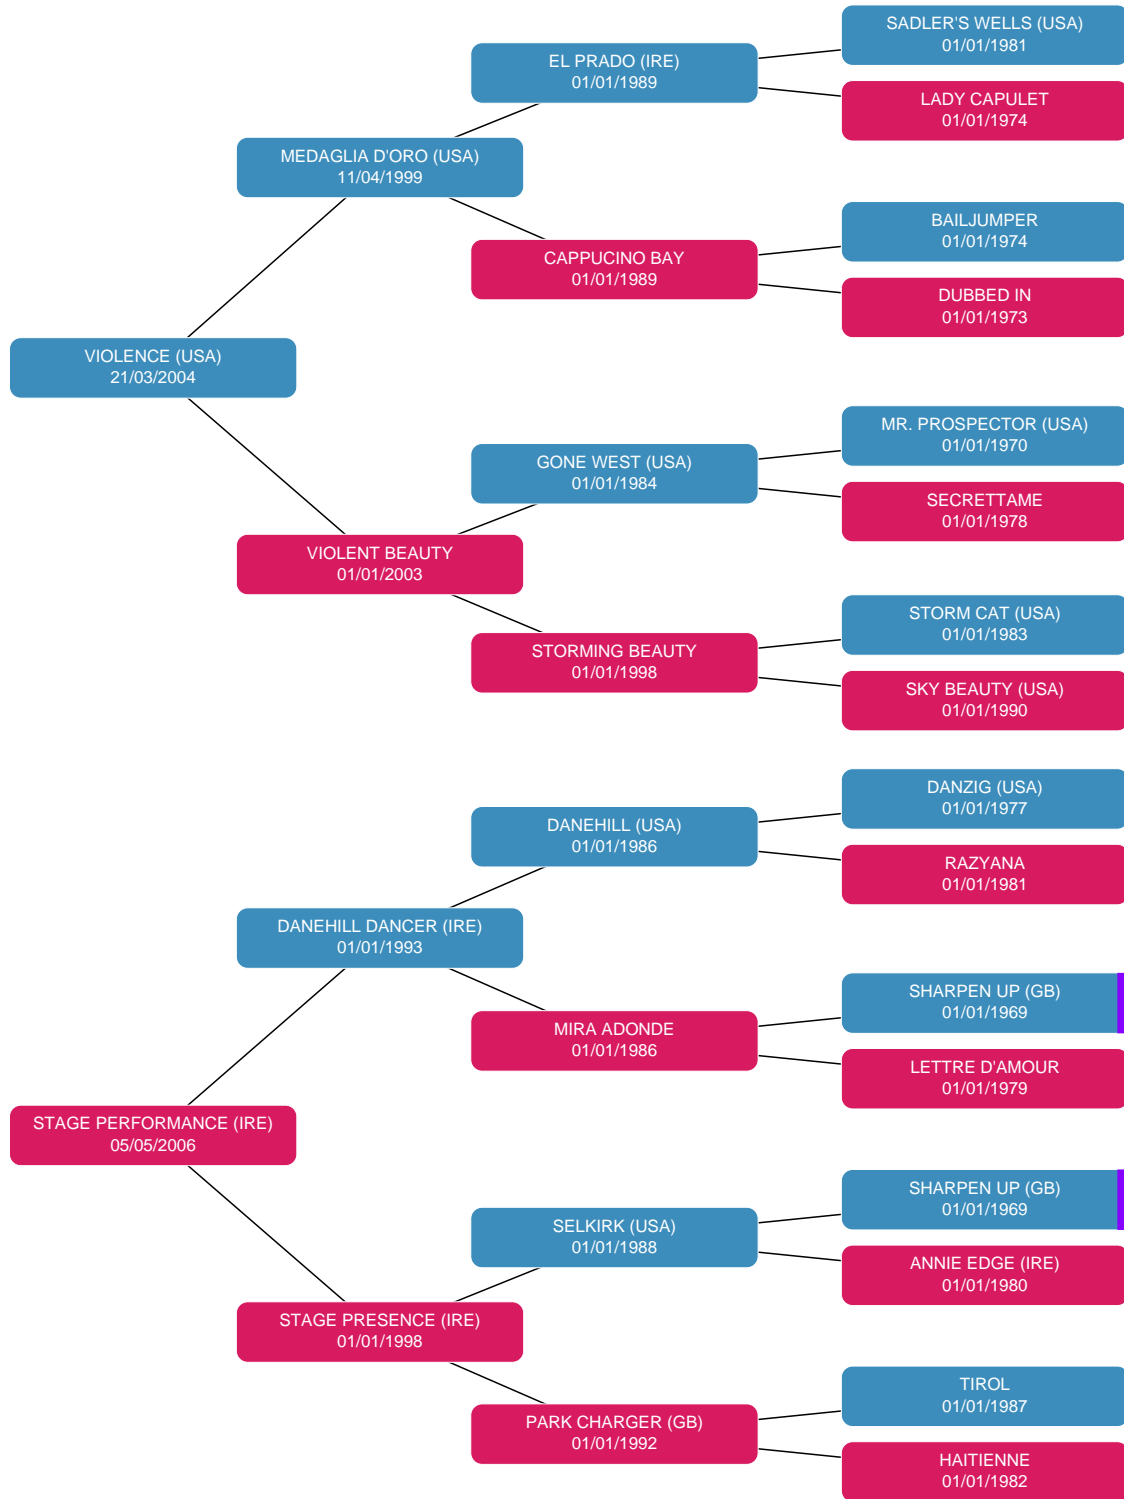 SADLER'S WELLS (USA)
01/01/1981
EL PRADO (IRE)
01/01/1989
LADY CAPULET
01/01/1974
MEDAGLIA D'ORO (USA)
11/04/1999
BAILJUMPER
01/01/1974
CAPPUCINO BAY
01/01/1989
DUBBED IN
01/01/1973
VIOLENCE (USA)
21/03/2004
MR. PROSPECTOR (USA)
01/01/1970
GONE WEST (USA)
01/01/1984
SECRETTAME
01/01/1978
VIOLENT BEAUTY
01/01/2003
STORM CAT (USA)
01/01/1983
STORMING BEAUTY
01/01/1998
SKY BEAUTY (USA)
01/01/1990
DANZIG (USA)
01/01/1977
DANEHILL (USA)
01/01/1986
RAZYANA
01/01/1981
DANEHILL DANCER (IRE)
01/01/1993
SHARPEN UP (GB)
01/01/1969
MIRA ADONDE
01/01/1986
LETTRE D'AMOUR
01/01/1979
STAGE PERFORMANCE (IRE)
05/05/2006
SHARPEN UP (GB)
01/01/1969
SELKIRK (USA)
01/01/1988
ANNIE EDGE (IRE)
01/01/1980
STAGE PRESENCE (IRE)
01/01/1998
TIROL
01/01/1987
PARK CHARGER (GB)
01/01/1992
HAITIENNE
01/01/1982